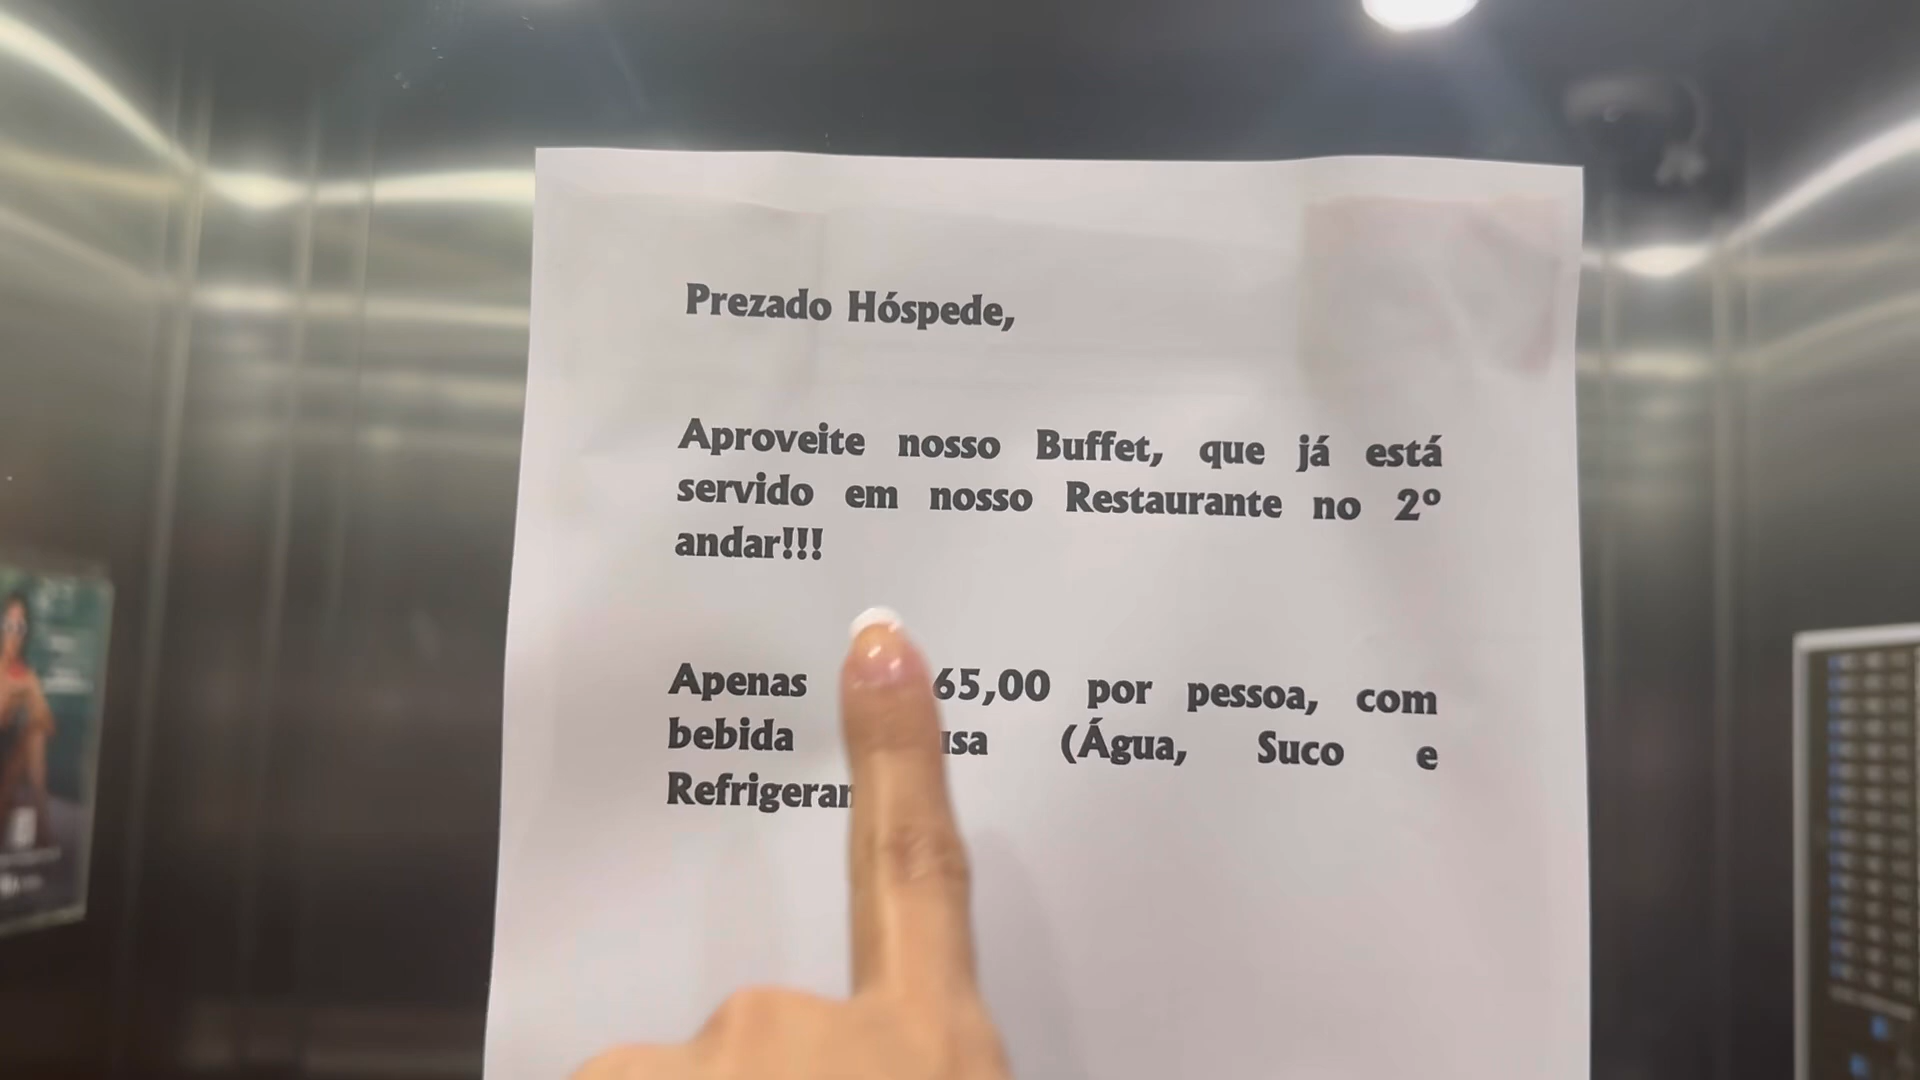 Prezado Hóspede,
Aproveite nosso Buffet, que já está
servido em nosso Restaurante no 2º
andar!!!
Apenas 65,00 por pessoa, com
bebida (Água, Suco e